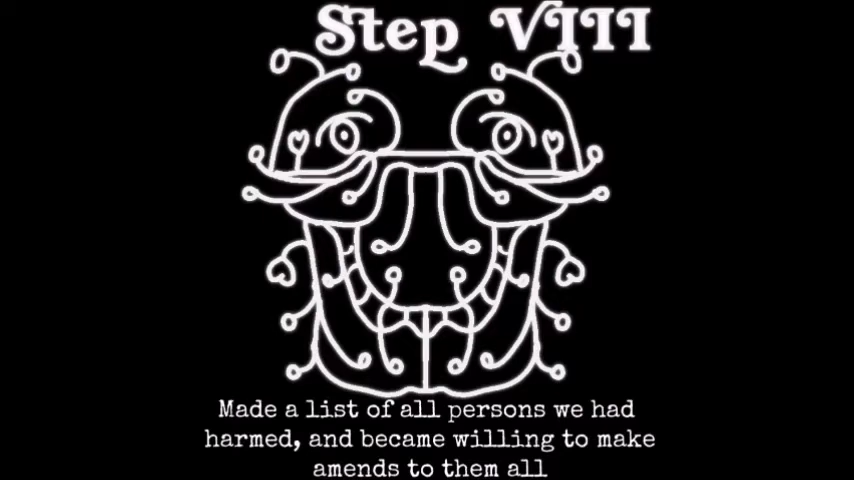 Step VIII
Made a list of all persons we had
harmed, and became willing to make
amends to them all